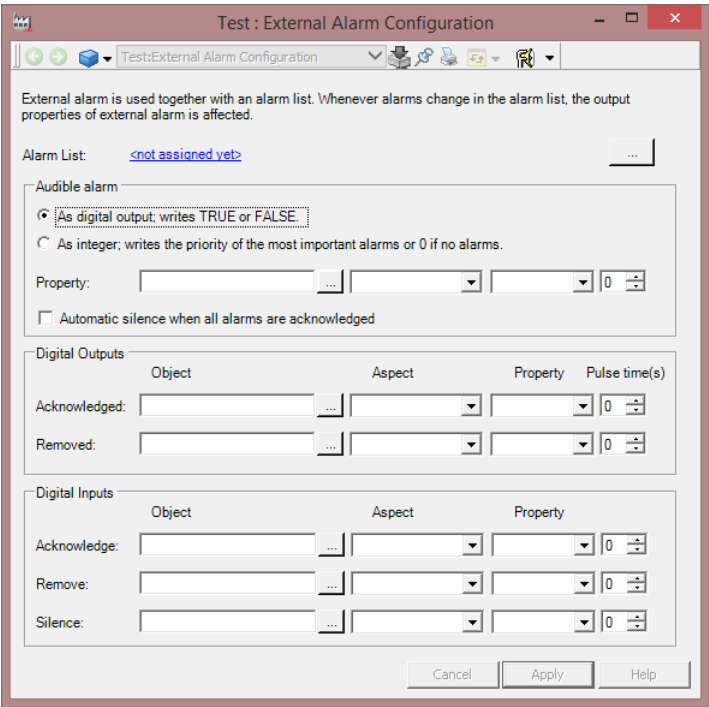 Test : External Alarm Configuration
Test:External Alarm Configuration
External alarm is used together with an alarm list. Whenever alarms change in the alarm list, the output
properties of external alarm is affected.
Alarm List: <not assigned yet> ...
Audible alarm
As digital output; writes TRUE or FALSE.
As integer; writes the priority of the most important alarms or 0 if no alarms.
Property: ... 0
Automatic silence when all alarms are acknowledged
Digital Outputs
Object Aspect Property Pulse time(s)
Acknowledged: ... 0
Removed: ... 0
Digital Inputs
Object Aspect Property
Acknowledge: ... 0
Remove: ... 0
Silence: ... 0
Cancel Apply Help